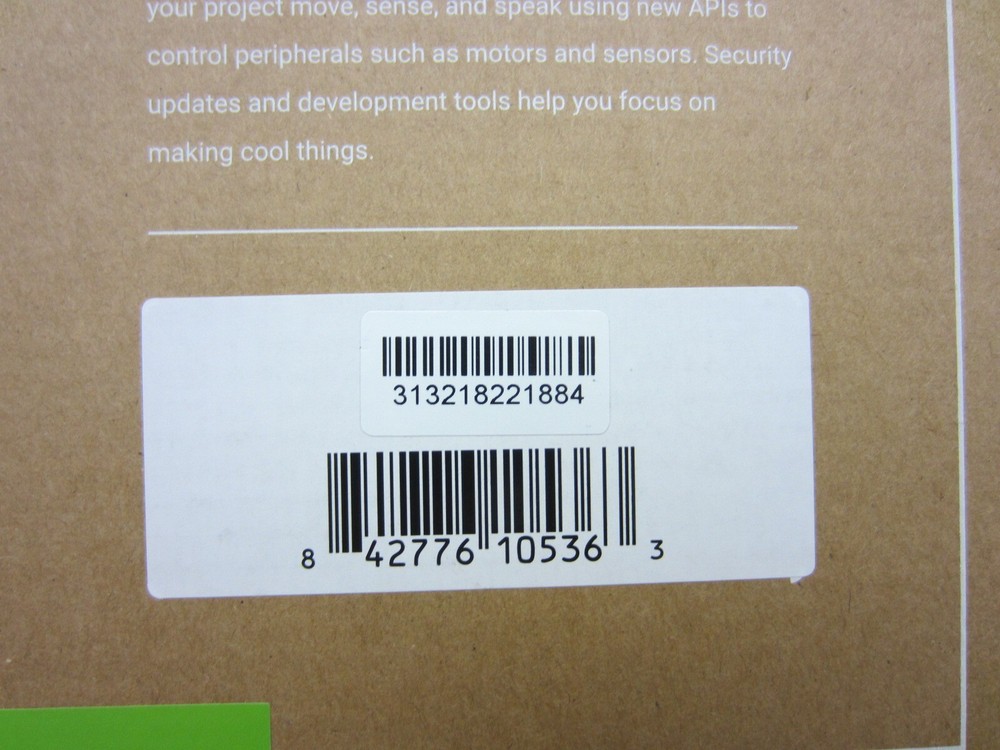 your project move, sense, and speak using new APIs to
control peripherals such as motors and sensors. Security
updates and development tools help you focus on
making cool things.
313218221884
8 42776 10536 3